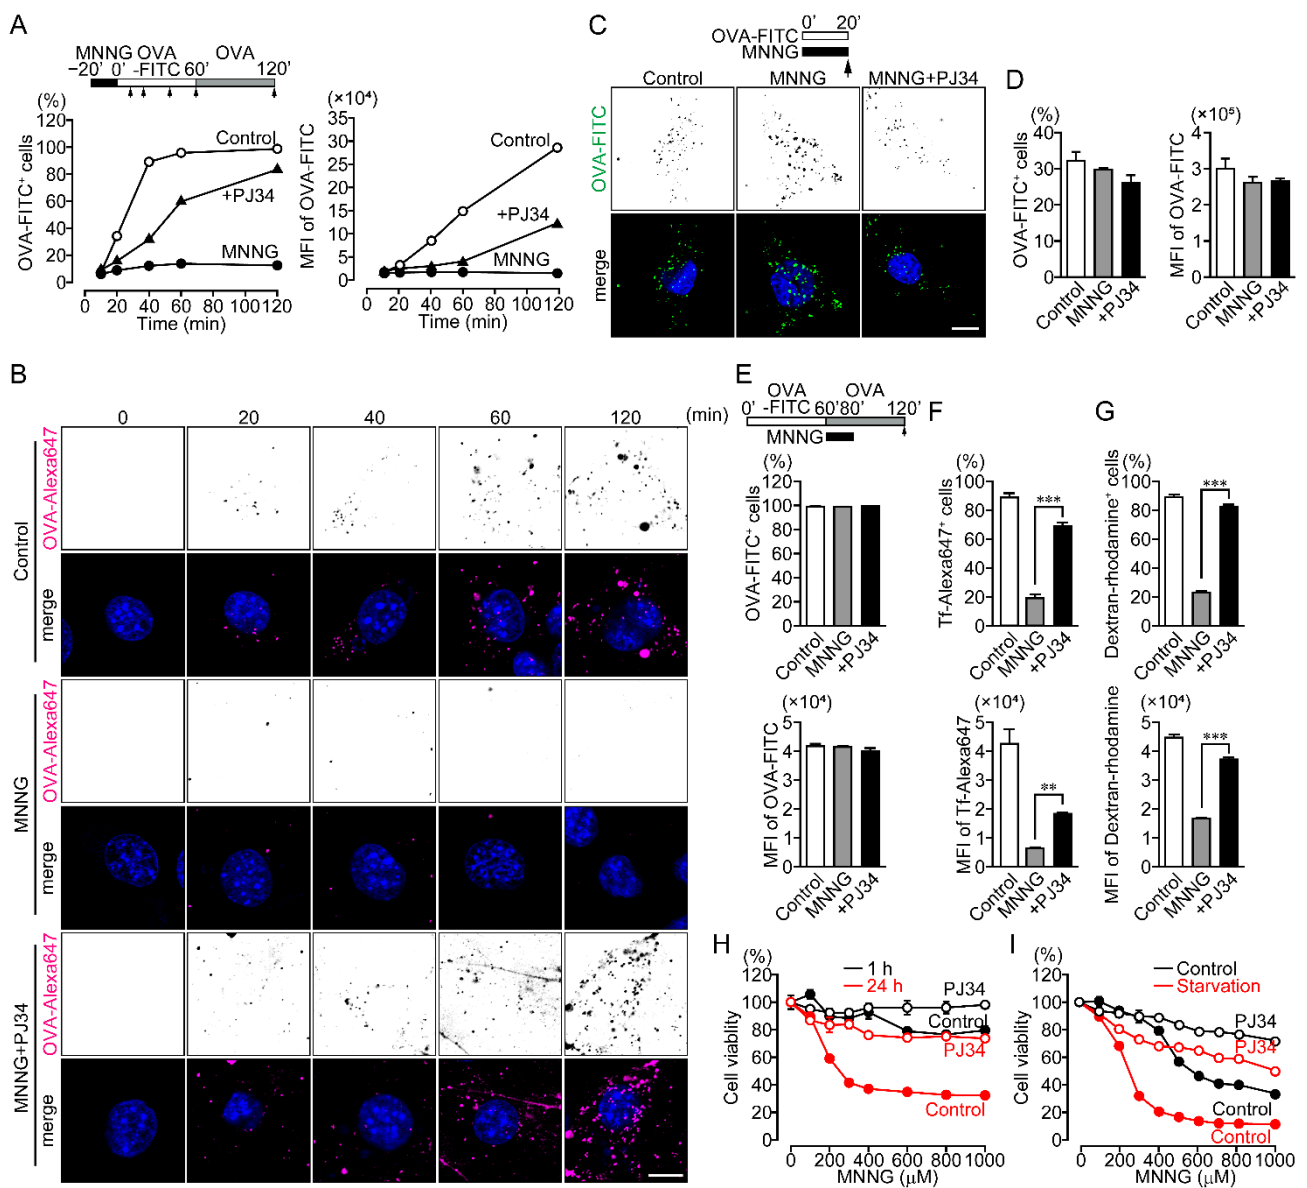 A
MNNG OVA OVA
−20' 0' -FITC 60' 120'
(%)
120
100
80
60
40
20
0
OVA-FITC⁺ cells
Control
+PJ34
MNNG
0 20 40 60 80 100 120
Time (min)
(×10⁴)
35
30
25
20
15
10
5
0
MFI of OVA-FITC
Control
+PJ34
MNNG
0 20 40 60 80 100 120
Time (min)
B
0 20 40 60 120 (min)
Control
OVA-Alexa647
merge
MNNG
OVA-Alexa647
merge
MNNG+PJ34
OVA-Alexa647
merge
C
0' 20'
OVA-FITC
MNNG
Control MNNG MNNG+PJ34
OVA-FITC
merge
D
(%)
40
30
20
10
0
OVA-FITC⁺ cells
Control
MNNG
+PJ34
(×10⁵)
4
3
2
1
0
MFI of OVA-FITC
Control
MNNG
+PJ34
E
OVA OVA
0' -FITC 60'80' 120'
MNNG
(%)
120
100
80
60
40
20
0
OVA-FITC⁺ cells
Control
MNNG
+PJ34
(×10⁴)
5
4
3
2
1
0
MFI of OVA-FITC
Control
MNNG
+PJ34
F
(%)
100
80
60
40
20
0
Tf-Alexa647⁺ cells
***
Control
MNNG
+PJ34
(×10⁴)
5
4
3
2
1
0
MFI of Tf-Alexa647
**
Control
MNNG
+PJ34
G
(%)
100
80
60
40
20
0
Dextran-rhodamine⁺ cells
***
Control
MNNG
+PJ34
(×10⁴)
5
4
3
2
1
0
MFI of Dextran-rhodamine
***
Control
MNNG
+PJ34
H
(%)
120
100
80
60
40
20
0
Cell viablity
1 h
24 h
PJ34
Control
PJ34
Control
0 200 400 600 800 1000
MNNG (μM)
I
(%)
120
100
80
60
40
20
0
Cell viability
Control
Starvation
PJ34
PJ34
Control
Control
0 200 400 600 800 1000
MNNG (μM)